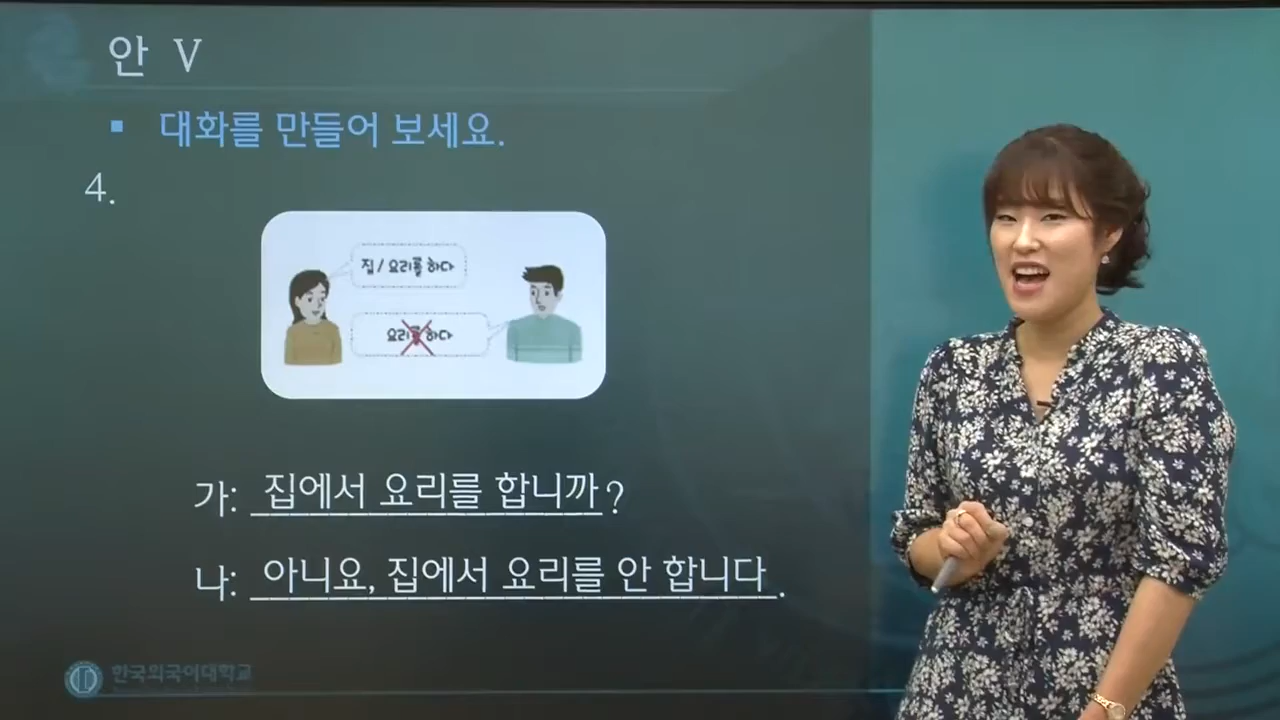 안 V
▪ 대화를 만들어 보세요.
4.
집 / 요리를 하다
요리를 하다
가: 집에서 요리를 합니까?
나: 아니요, 집에서 요리를 안 합니다.
한국외국어대학교